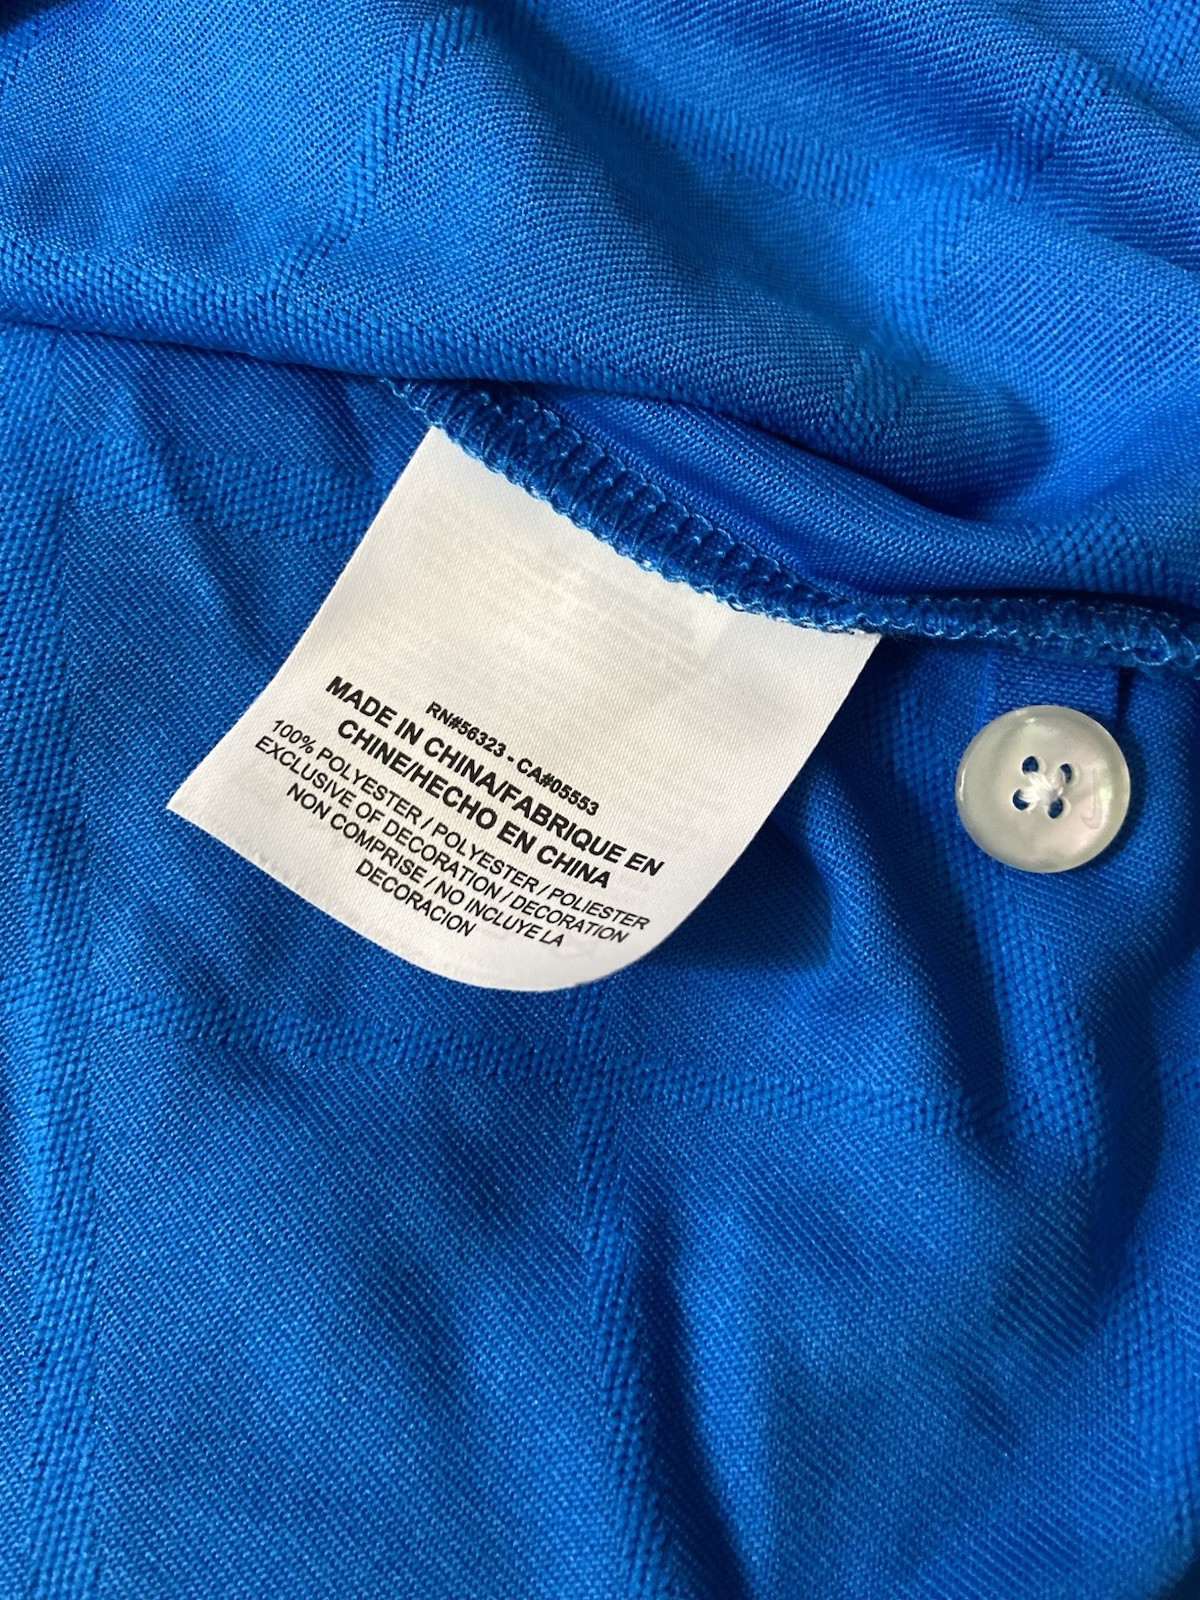 RN#56323 - CA#05553
MADE IN CHINA/FABRIQUE EN
CHINE/HECHO EN CHINA
100% POLYESTER / POLYESTER / POLIESTER
EXCLUSIVE OF DECORATION / DECORATION
NON COMPRISE / NO INCLUYE LA
DECORACION